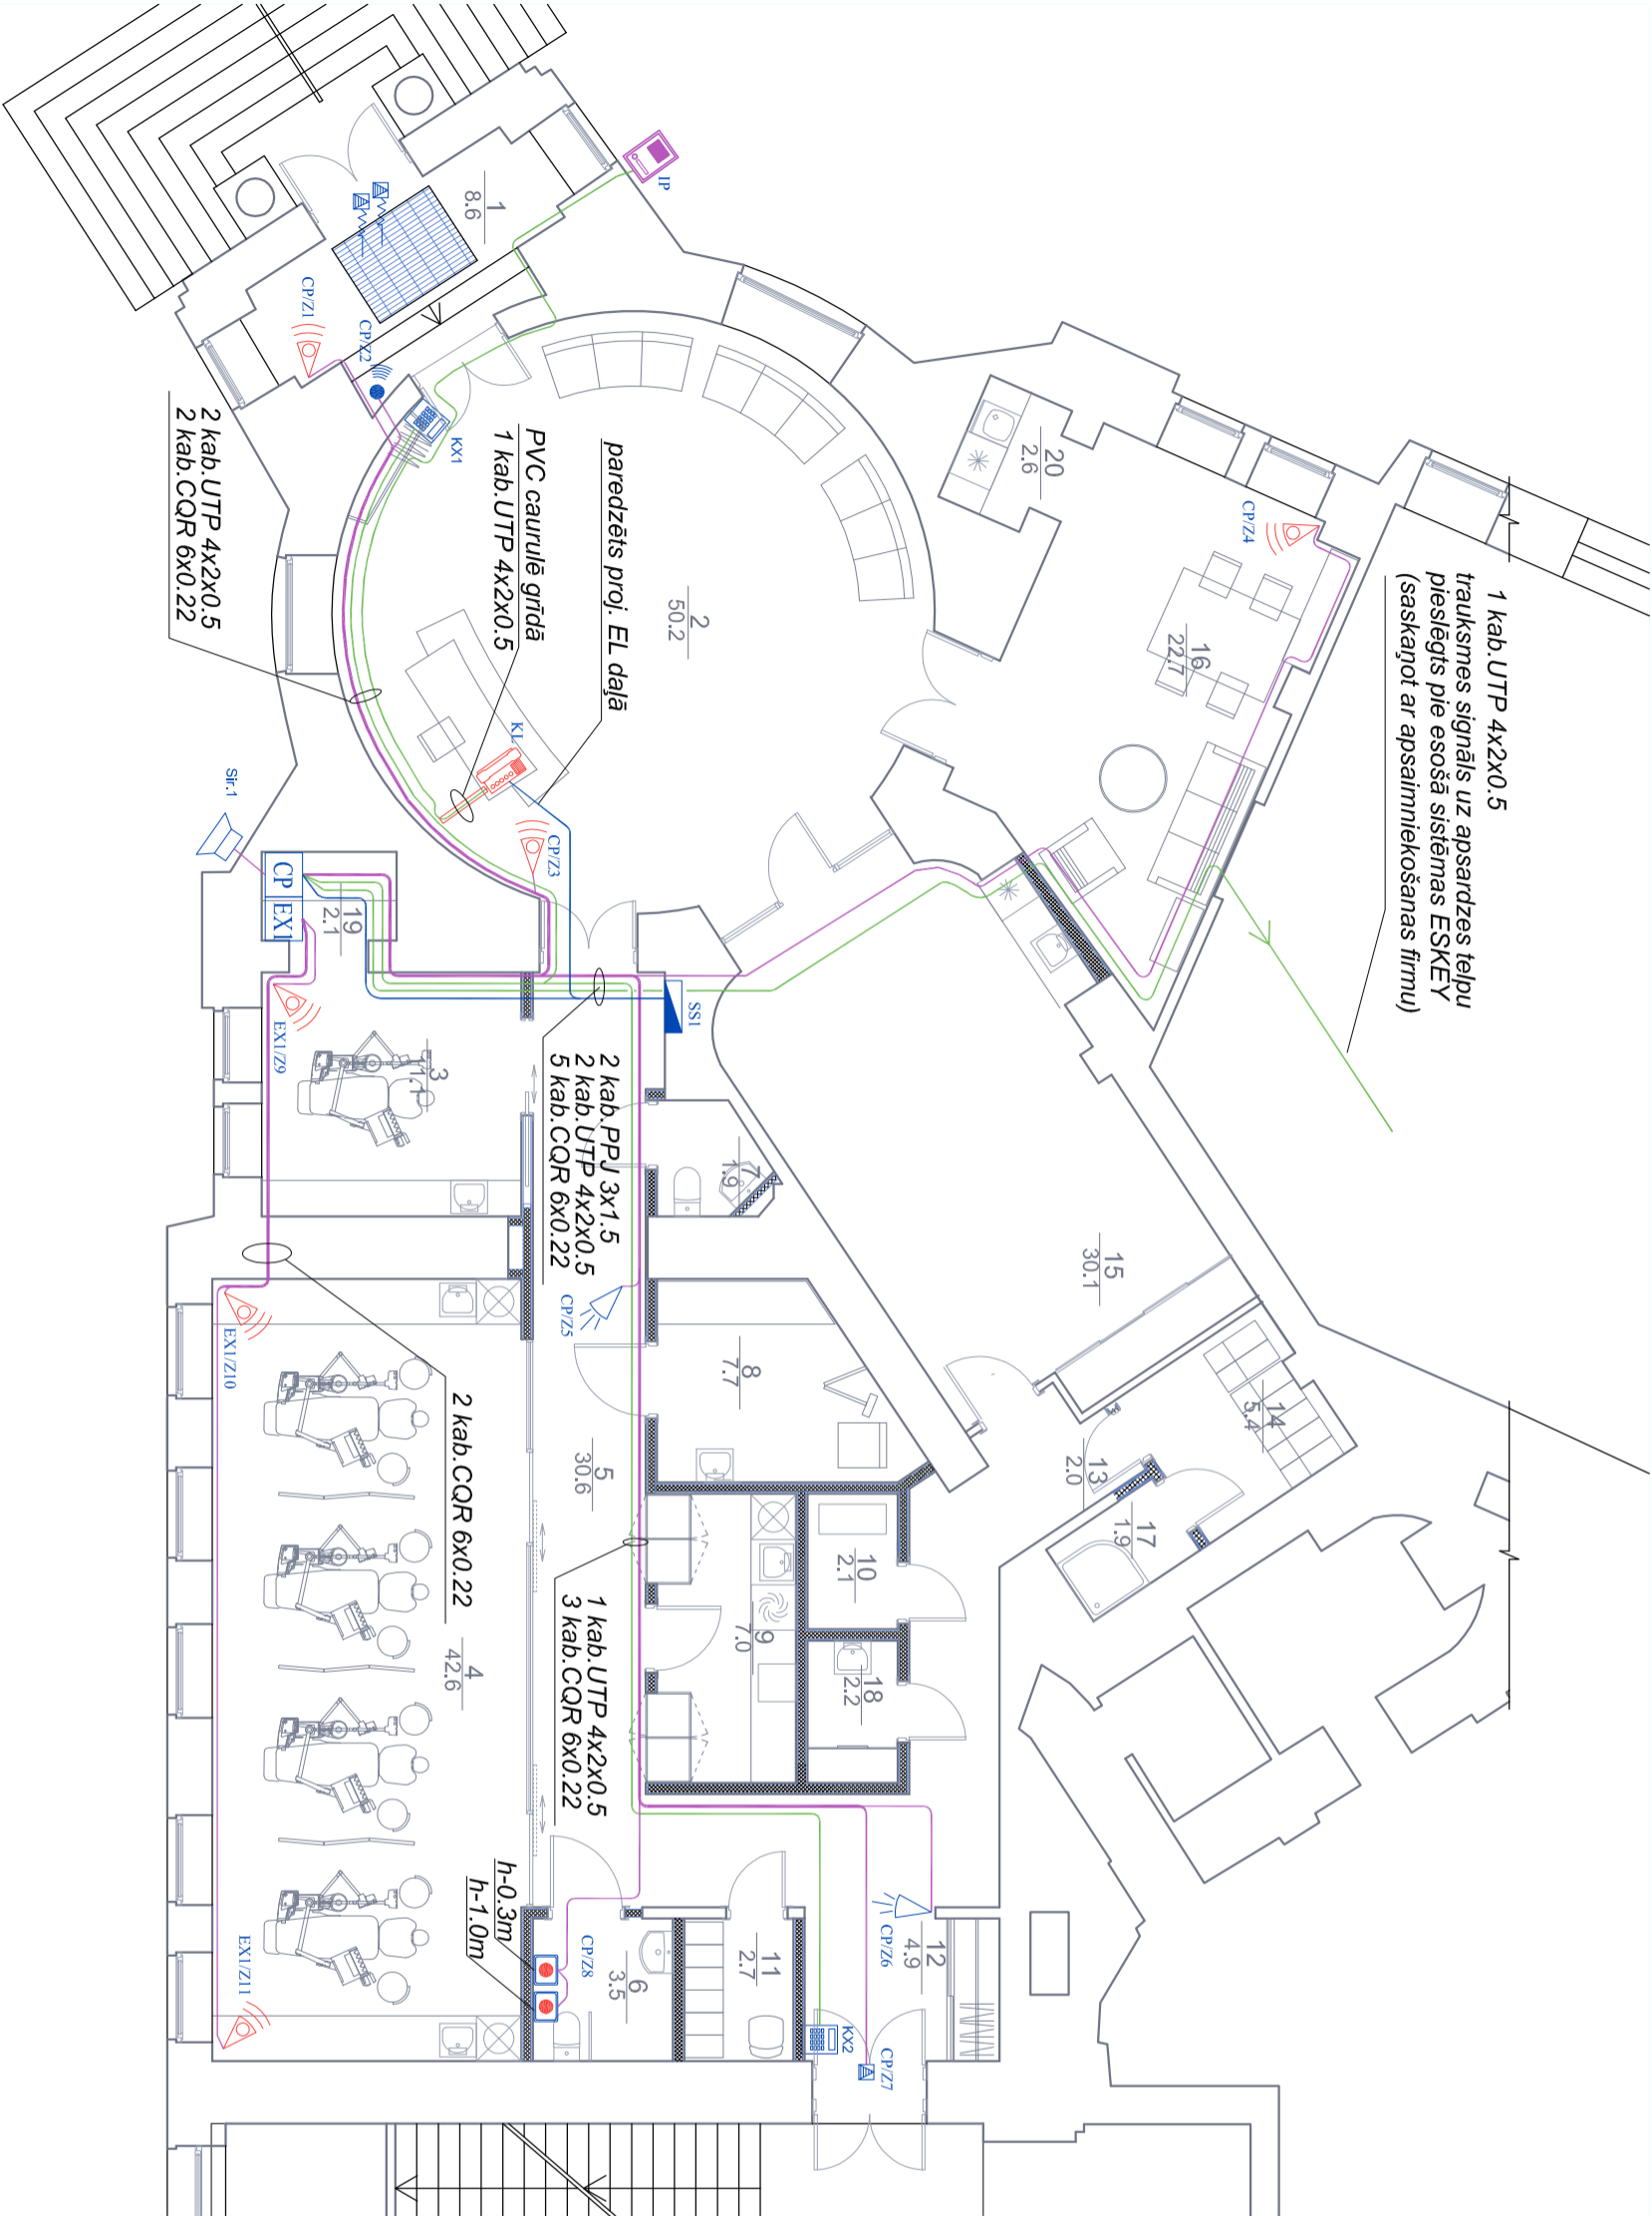 1 kab.UTP 4x2x0.5
trauksmes signāls uz apsardzes telpu
pieslēgts pie esošā sistēmas ESKEY
(saskaņot ar apsaimniekošanas firmu)
IP
1
8.6
CP/Z1
CP/Z2
KX1
2 kab.UTP 4x2x0.5
2 kab.CQR 6x0.22
PVC caurulē grīdā
1 kab.UTP 4x2x0.5
paredzēts proj. EL daļā
2
50.2
20
2.6
CP/Z4
16
22.7
KL
CP/Z3
Sir.1
CP
EX1
19
2.1
SS1
EX1/Z9
3
11.1
2 kab.PPJ 3x1.5
2 kab.UTP 4x2x0.5
5 kab.CQR 6x0.22
7
1.9
15
30.1
CP/Z5
EX1/Z10
8
7.7
2 kab.CQR 6x0.22
5
30.6
14
5.4
13
2.0
17
1.9
10
2.1
9
7.0
18
2.2
1 kab.UTP 4x2x0.5
3 kab.CQR 6x0.22
4
42.6
h-0.3m
h-1.0m
CP/Z8
6
3.5
11
2.7
12
4.9
CP/Z6
KX2
CP/Z7
EX1/Z11